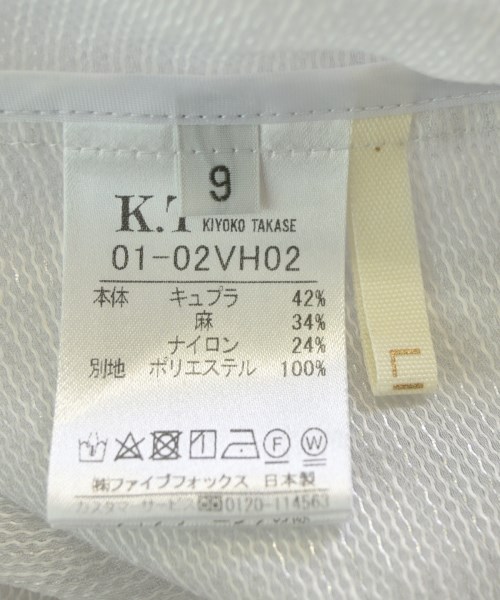 9
K.T KIYOKO TAKASE
01-02VH02
本体 キュプラ 42%
麻 34%
ナイロン 24%
別地 ポリエステル 100%
F W
㈱ファイブフォックス 日本製
カスタマーサービス 0120-114563